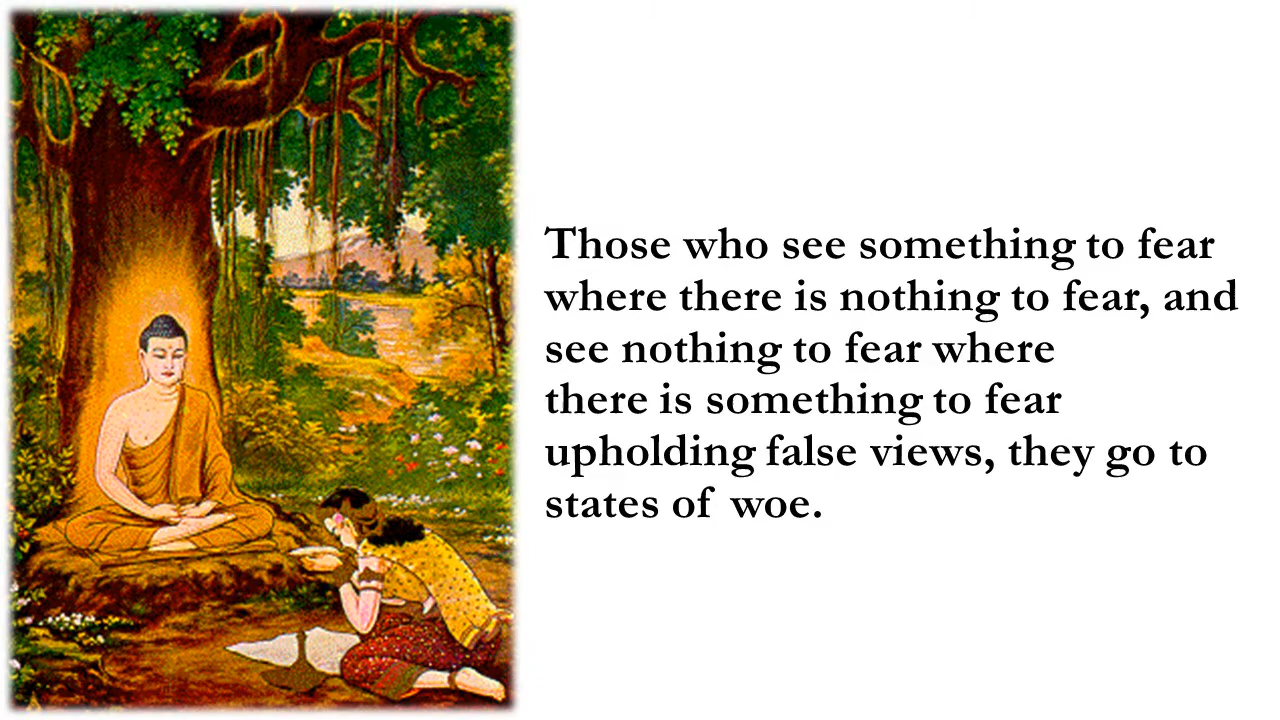 Those who see something to fear
where there is nothing to fear, and
see nothing to fear where
there is something to fear
upholding false views, they go to
states of woe.